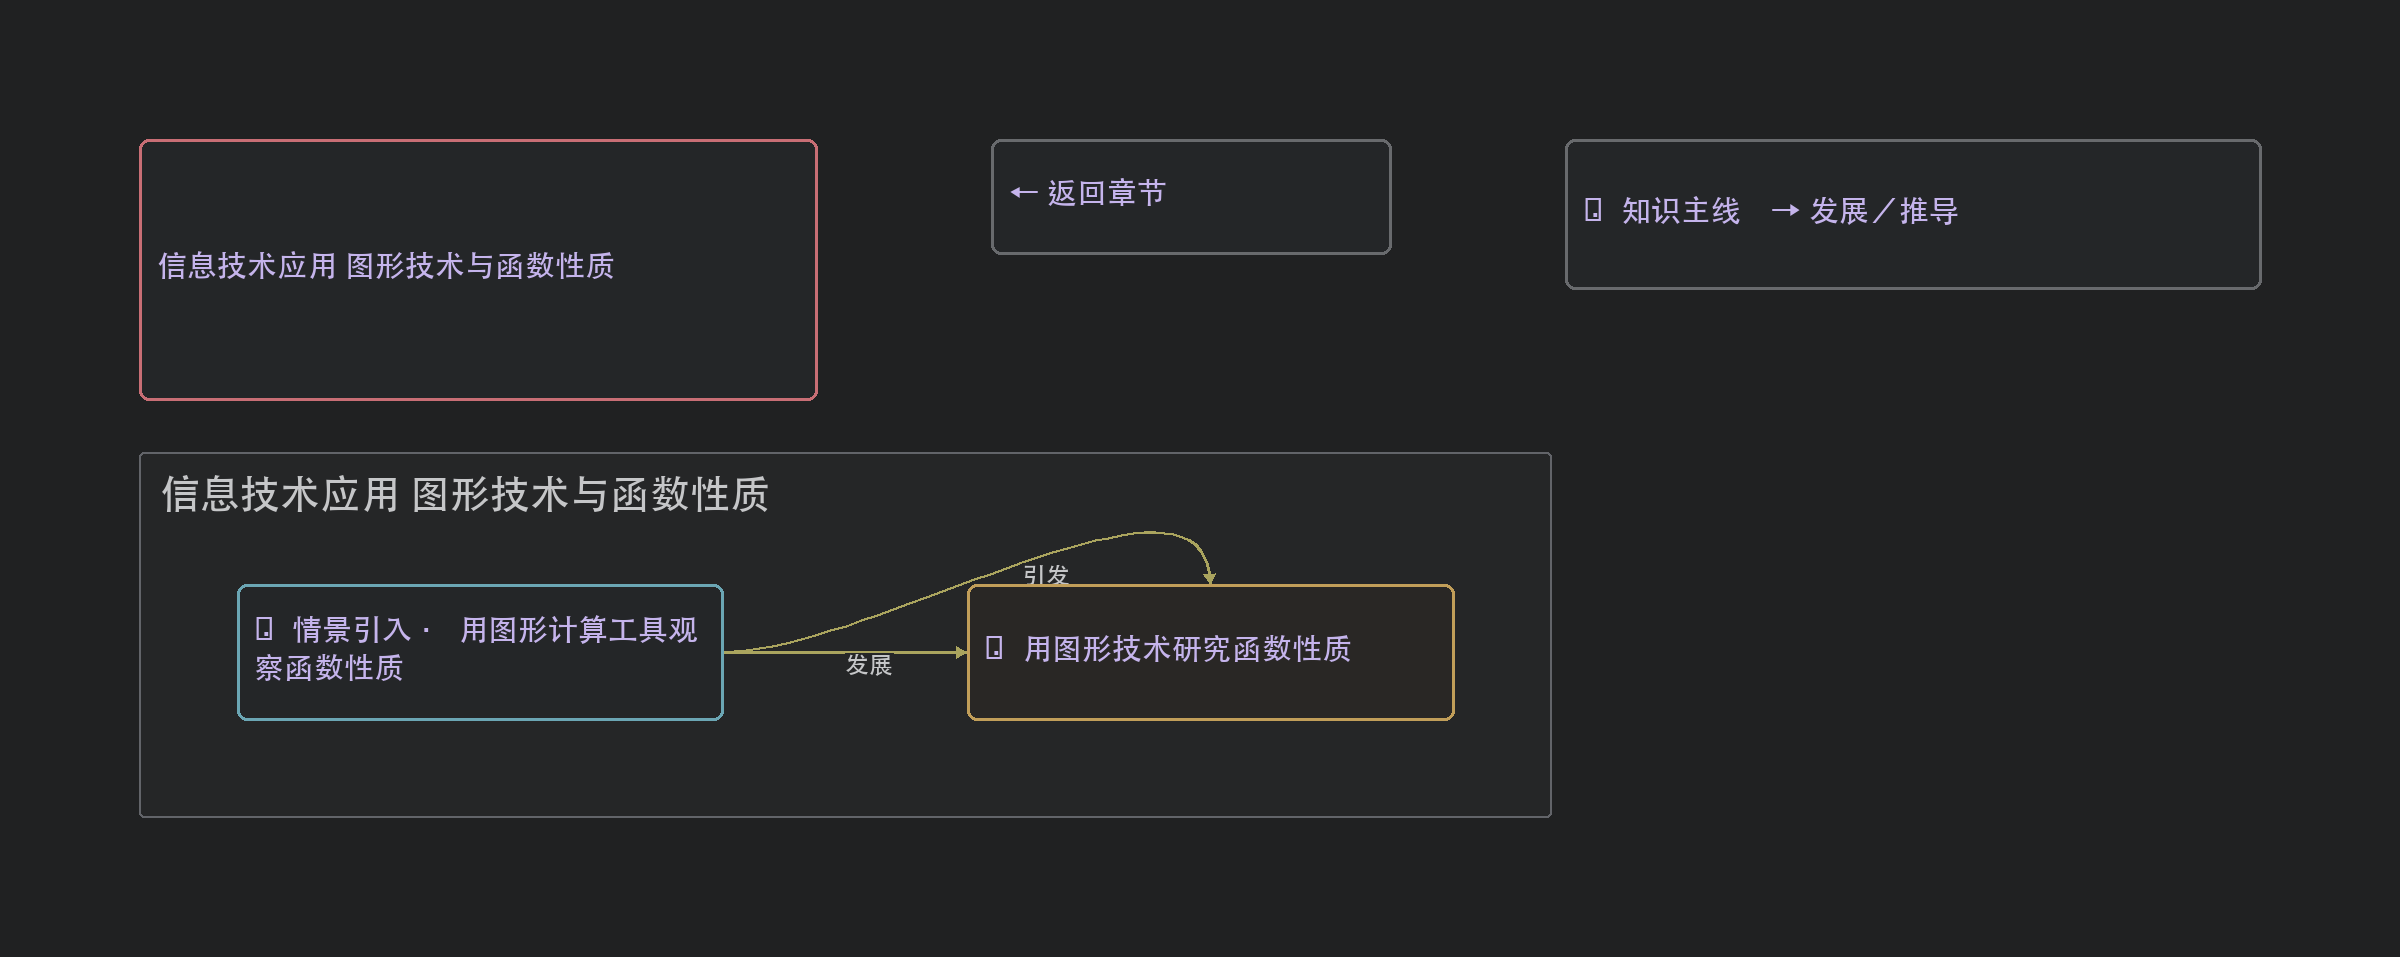 信息技术应用 图形技术与函数性质
← 返回章节
知识主线 → 发展／推导
信息技术应用 图形技术与函数性质
引发
情景引入 · 用图形计算工具观
察函数性质
发展
用图形技术研究函数性质